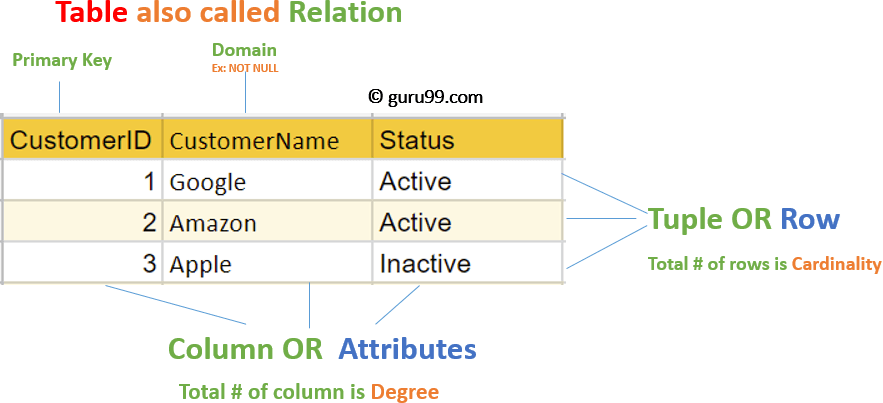 Table also called Relation
Primary Key
Domain
Ex: NOT NULL
© guru99.com
CustomerID CustomerName Status
1 Google Active
2 Amazon Active
3 Apple Inactive
Tuple OR Row
Total # of rows is Cardinality
Column OR Attributes
Total # of column is Degree